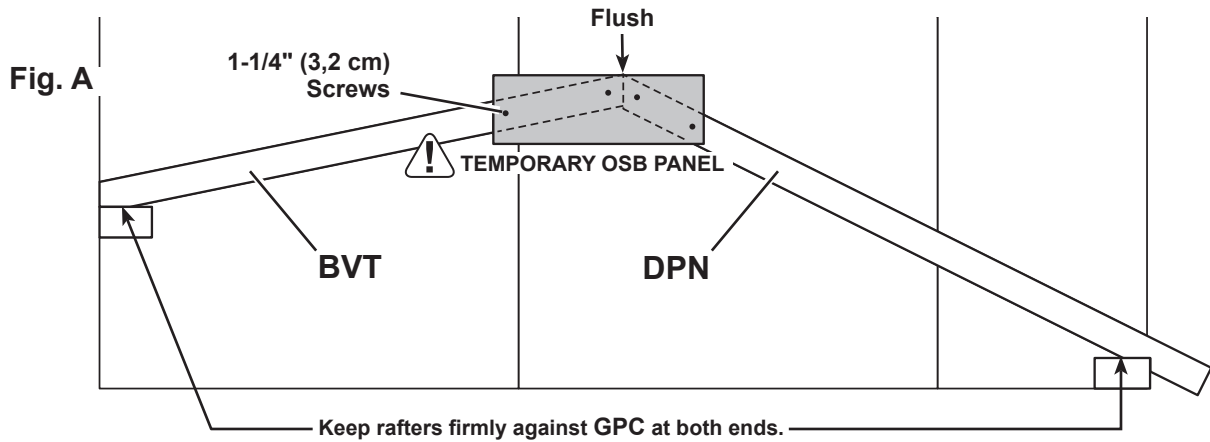 Flush
1-1/4" (3,2 cm)
Screws
Fig. A
! TEMPORARY OSB PANEL
BVT
DPN
Keep rafters firmly against GPC at both ends.